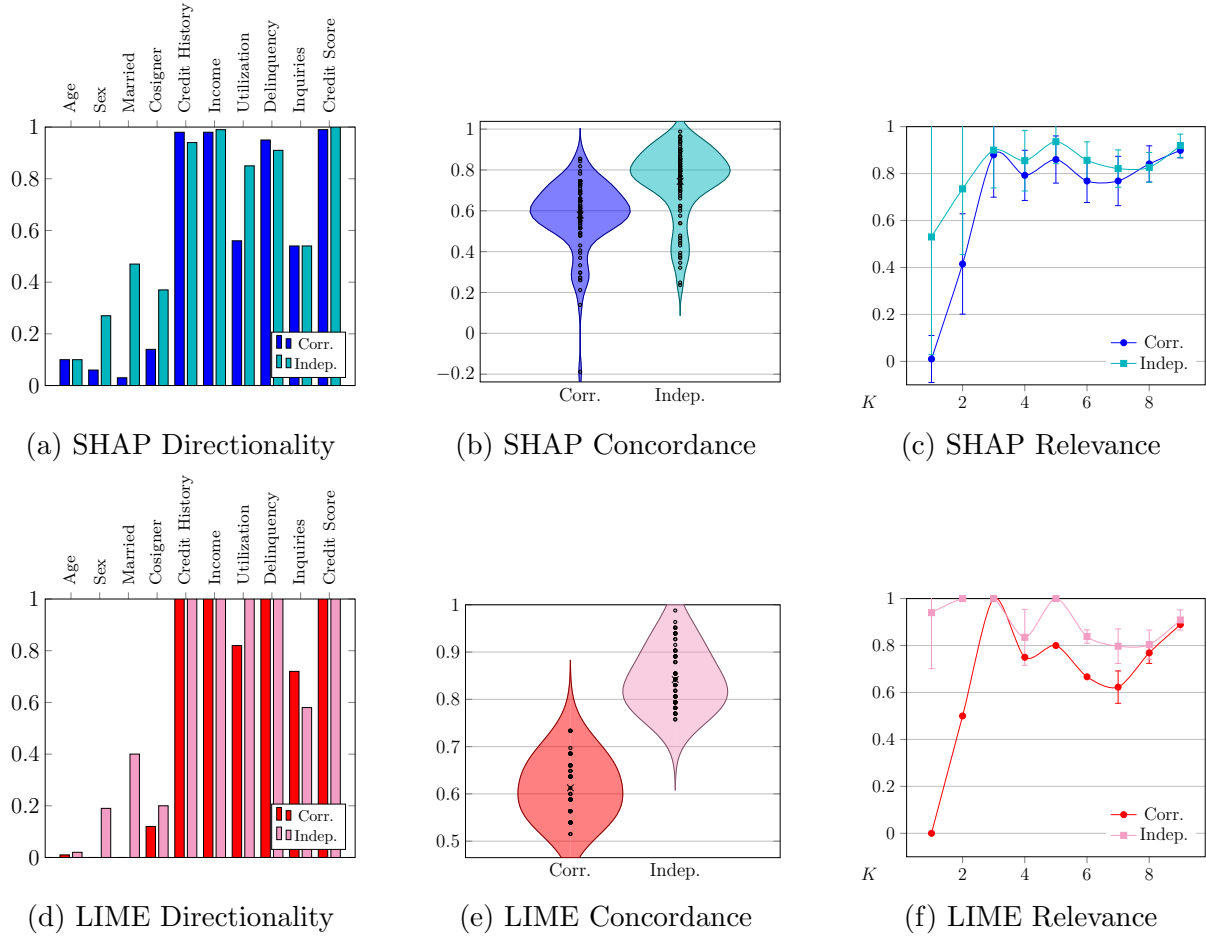 Age
Sex
Married
Cosigner
Credit History
Income
Utilization
Delinquency
Inquiries
Credit Score
1
0.8
0.6
0.4
0.2
0
Corr.
Indep.
(a) SHAP Directionality
1
0.8
0.6
0.4
0.2
0
−0.2
Corr. Indep.
(b) SHAP Concordance
1
0.8
0.6
0.4
0.2
0
Corr.
Indep.
K 2 4 6 8
(c) SHAP Relevance
Age
Sex
Married
Cosigner
Credit History
Income
Utilization
Delinquency
Inquiries
Credit Score
1
0.8
0.6
0.4
0.2
0
Corr.
Indep.
(d) LIME Directionality
1
0.9
0.8
0.7
0.6
0.5
Corr. Indep.
(e) LIME Concordance
1
0.8
0.6
0.4
0.2
0
Corr.
Indep.
K 2 4 6 8
(f) LIME Relevance